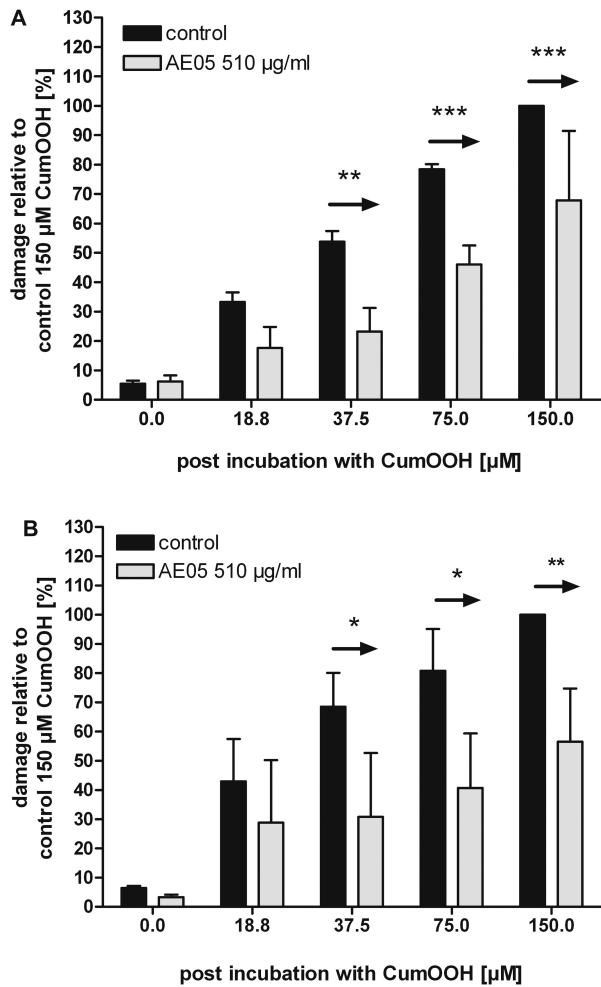 A
control
AE05 510 µg/ml
damage relative to
control 150 µM CumOOH [%]
130
120
110
100
90
80
70
60
50
40
30
20
10
0
**
***
***
0.0 18.8 37.5 75.0 150.0
post incubation with CumOOH [µM]
B
control
AE05 510 µg/ml
damage relative to
control 150 µM CumOOH [%]
130
120
110
100
90
80
70
60
50
40
30
20
10
0
*
*
**
0.0 18.8 37.5 75.0 150.0
post incubation with CumOOH [µM]